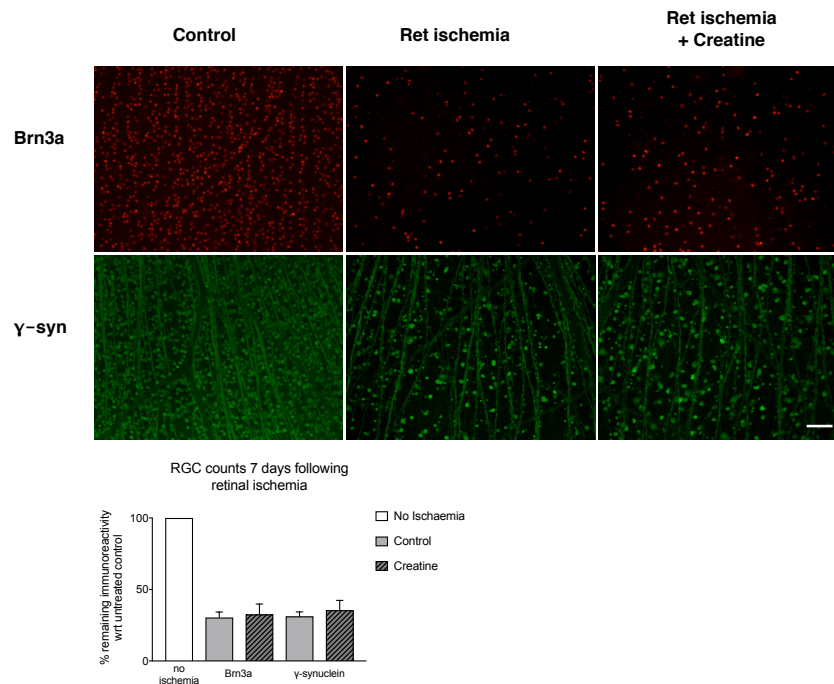 Control
Ret ischemia
Ret ischemia
+ Creatine
Brn3a
γ-syn
RGC counts 7 days following
retinal ischemia
% remaining immunoreactivity
wrt untreated control
100
50
0
no
ischemia
Brn3a
γ-synuclein
No Ischaemia
Control
Creatine